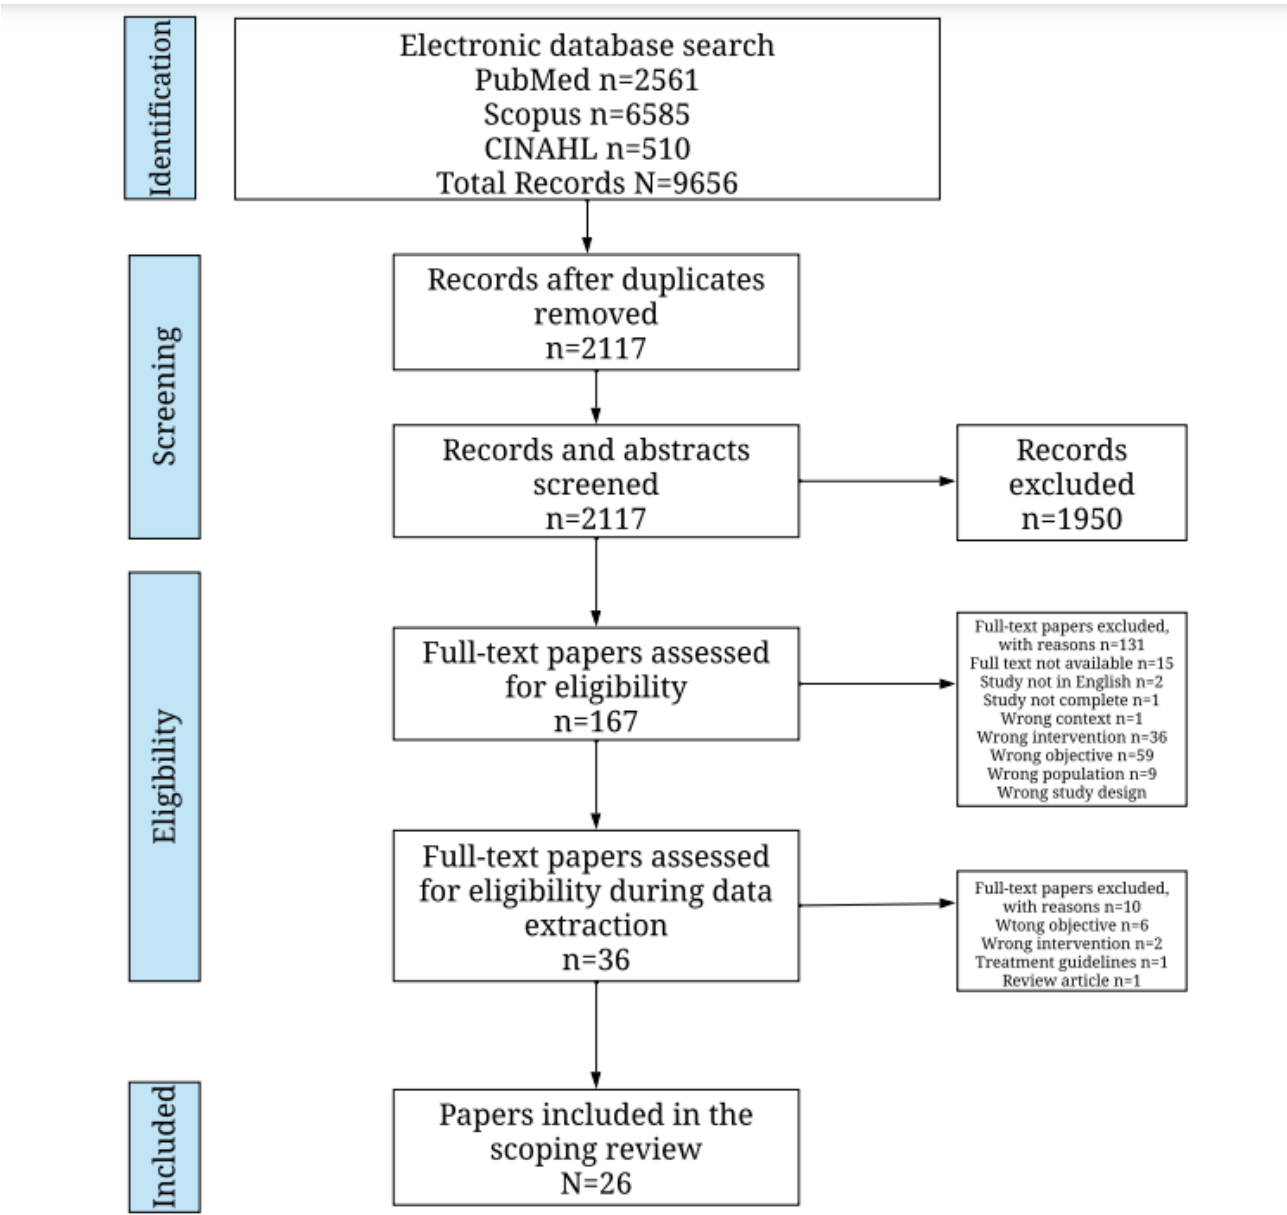 Identification
Electronic database search
PubMed n=2561
Scopus n=6585
CINAHL n=510
Total Records N=9656
Screening
Records after duplicates
removed
n=2117
Records and abstracts
screened
n=2117
Records
excluded
n=1950
Eligibility
Full-text papers assessed
for eligibility
n=167
Full-text papers excluded,
with reasons n=131
Full text not available n=15
Study not in English n=2
Study not complete n=1
Wrong context n=1
Wrong intervention n=36
Wrong objective n=59
Wrong population n=9
Wrong study design
Full-text papers assessed
for eligibility during data
extraction
n=36
Full-text papers excluded,
with reasons n=10
Wtong objective n=6
Wrong intervention n=2
Treatment guidelines n=1
Review article n=1
Included
Papers included in the
scoping review
N=26